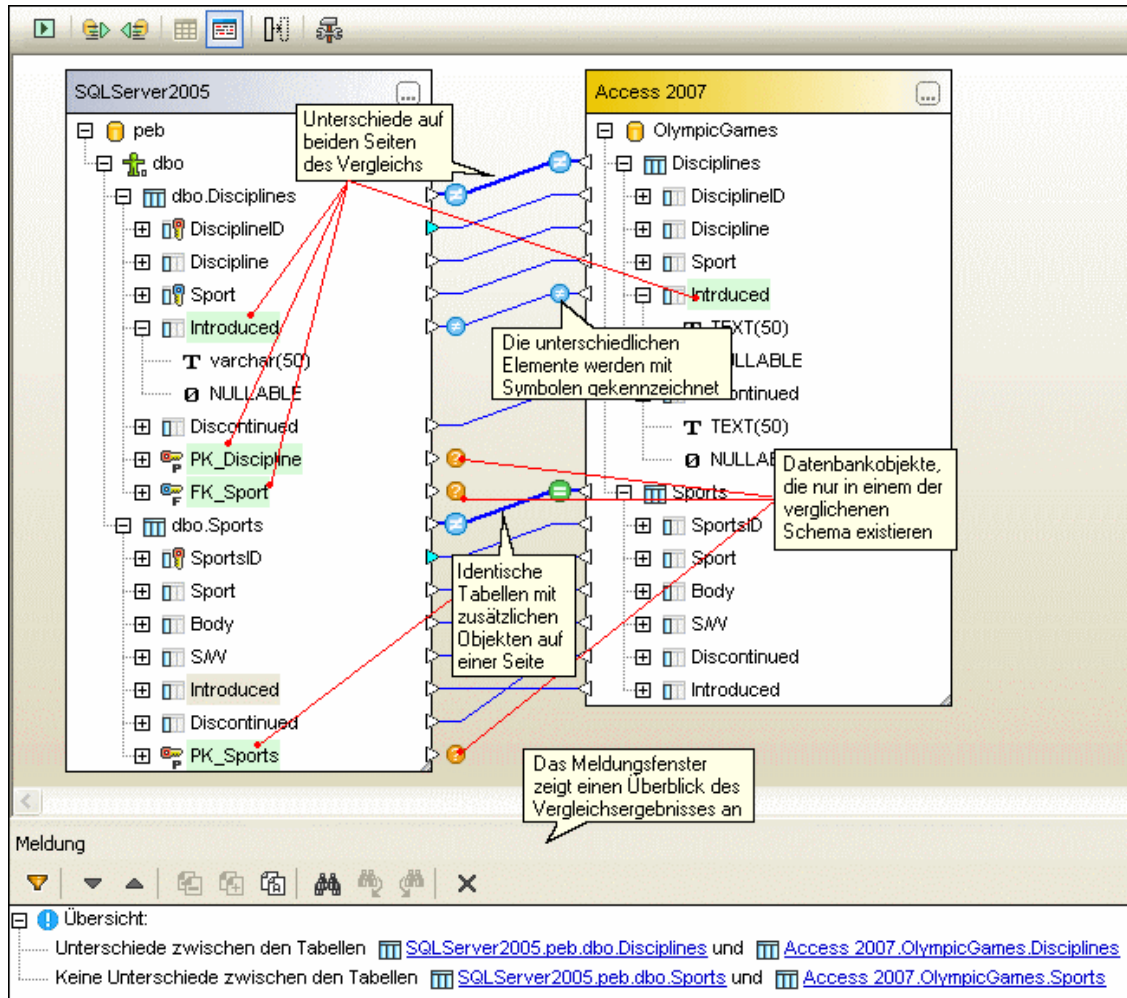 SQLServer2005
peb
dbo
dbo.Disciplines
DisciplineID
Discipline
Sport
Introduced
varchar(50)
NULLABLE
Discontinued
PK_Discipline
FK_Sport
dbo.Sports
SportsID
Sport
Body
S/W
Introduced
Discontinued
PK_Sports
Unterschiede auf
beiden Seiten
des Vergleichs
Access 2007
OlympicGames
Disciplines
DisciplineID
Discipline
Sport
Intrduced
TEXT(50)
TEXT(50)
Sports
SportsID
Sport
Body
S/W
Discontinued
Introduced
Die unterschiedlichen
Elemente werden mit
Symbolen gekennzeichnet
Datenbankobjekte,
die nur in einem der
verglichenen
Schema existieren
Identische
Tabellen mit
zusätzlichen
Objekten auf
einer Seite
Das Meldungsfenster
zeigt einen Überblick des
Vergleichsergebnisses an
Meldung
Übersicht:
Unterschiede zwischen den Tabellen SQLServer2005.peb.dbo.Disciplines und Access 2007.OlympicGames.Disciplines
Keine Unterschiede zwischen den Tabellen SQLServer2005.peb.dbo.Sports und Access 2007.OlympicGames.Sports